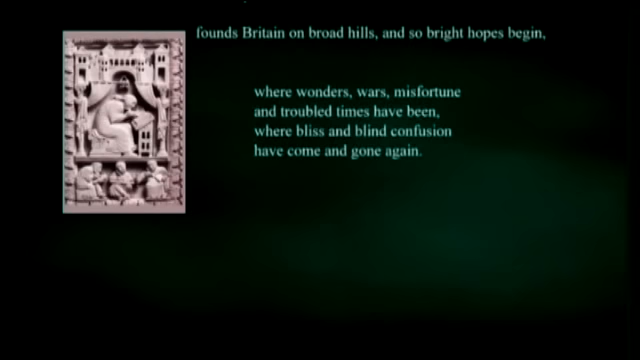 founds Britain on broad hills, and so bright hopes begin,
where wonders, wars, misfortune
and troubled times have been,
where bliss and blind confusion
have come and gone again.